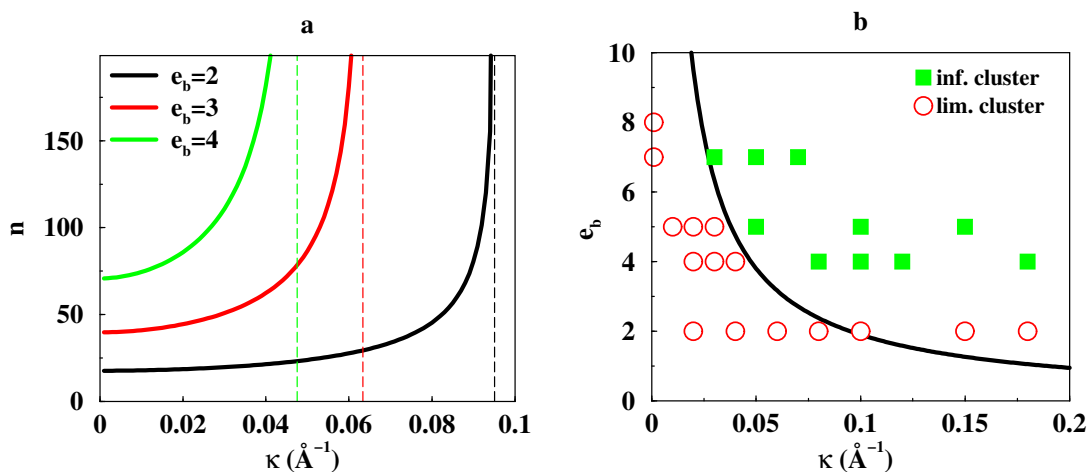 a
e_b=2
e_b=3
e_b=4
n
150
100
50
0
0
0.02
0.04
0.06
0.08
0.1
κ (Å⁻¹)
b
inf. cluster
lim. cluster
e_b
10
8
6
4
2
0
0
0.05
0.1
0.15
0.2
κ (Å⁻¹)